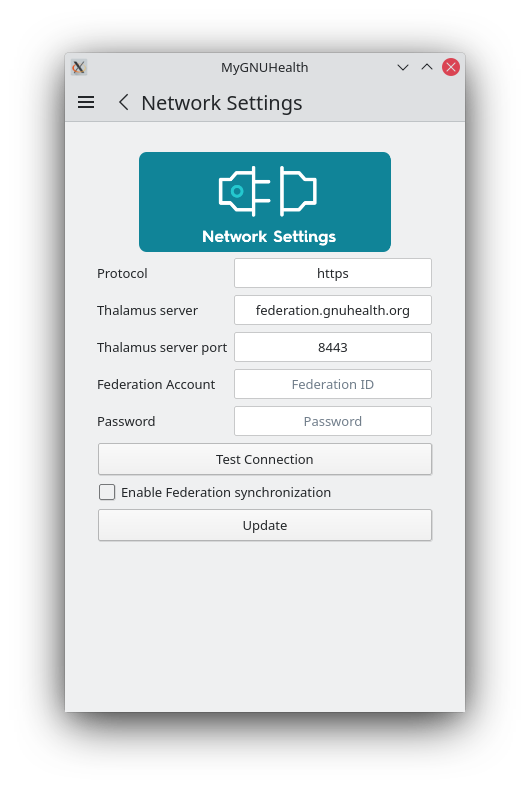 MyGNUHealth
Network Settings
Network Settings
Protocol https
Thalamus server federation.gnuhealth.org
Thalamus server port 8443
Federation Account Federation ID
Password Password
Test Connection
Enable Federation synchronization
Update